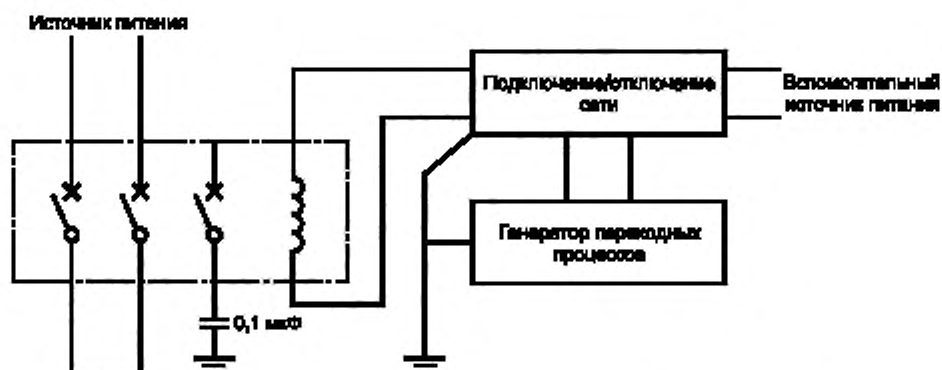 Источник питания
Подключение/отключение
сети
Вспомогательный
источник питания
Генератор переходных
процессов
0,1 мкФ